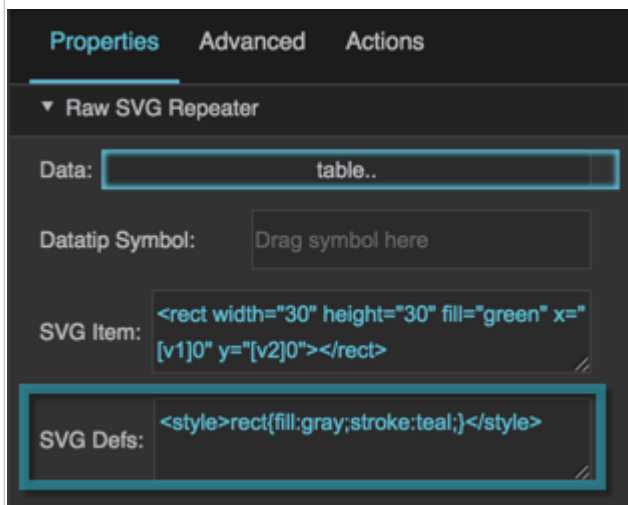 Properties Advanced Actions
▼ Raw SVG Repeater
Data: table..
Datatip Symbol: Drag symbol here
SVG Item: <rect width="30" height="30" fill="green" x="
[v1]0" y="[v2]0"></rect>
SVG Defs: <style>rect{fill:gray;stroke:teal;}</style>